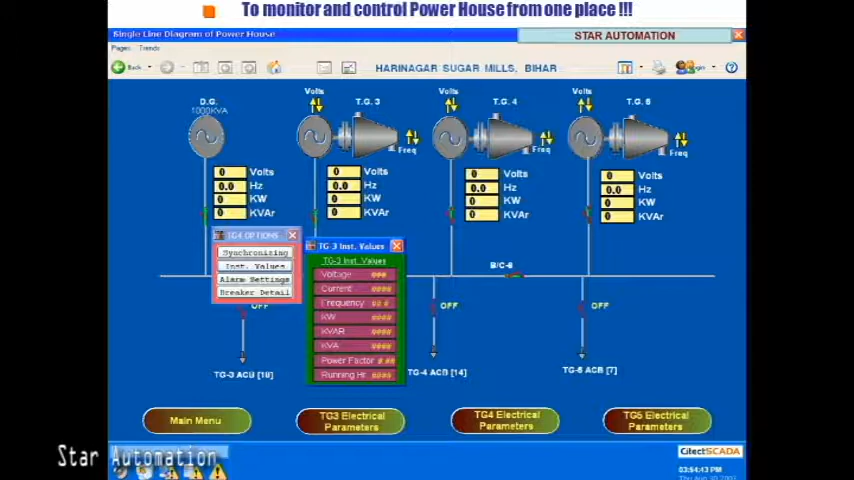 To monitor and control Power House from one place !!!
Single Line Diagram of Power House
STAR AUTOMATION
Pages Trends
Back
HARINAGAR SUGAR MILLS, BIHAR
D.G.
1000KVA
Volts
T.G. 3
Freq
Volts
T.G. 4
Freq
Volts
T.G. 5
Freq
0 Volts
0.0 Hz
0 KW
0 KVAr
0 Volts
0.0 Hz
0 KW
0 KVAr
0 Volts
0.0 Hz
0 KW
0 KVAr
0 Volts
0.0 Hz
0 KW
0 KVAr
TG4 OPTIONS
Synchronizing
Inst. Values
Alarm Settings
Breaker Detail
TG-3 Inst. Values
TG-3 Inst. Values
Voltage ###
Current ####
Frequency ## #
KW ####
KVAR ####
KVA ####
Power Factor # ##
Running Hr ####
OFF
OFF
OFF
TG-3 ACB [18]
TG-4 ACB [14]
TG-5 ACB [7]
Main Menu
TG3 Electrical
Parameters
TG4 Electrical
Parameters
TG5 Electrical
Parameters
Star Automation
CitectSCADA
03:54:43 PM